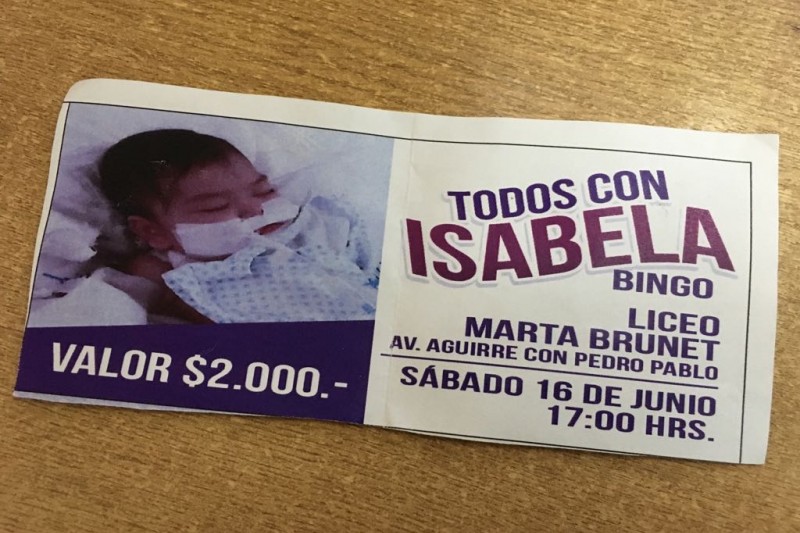 TODOS CON
ISABELA
BINGO
LICEO
MARTA BRUNET
AV. AGUIRRE CON PEDRO PABLO
SÁBADO 16 DE JUNIO
17:00 HRS.
VALOR $2.000.-